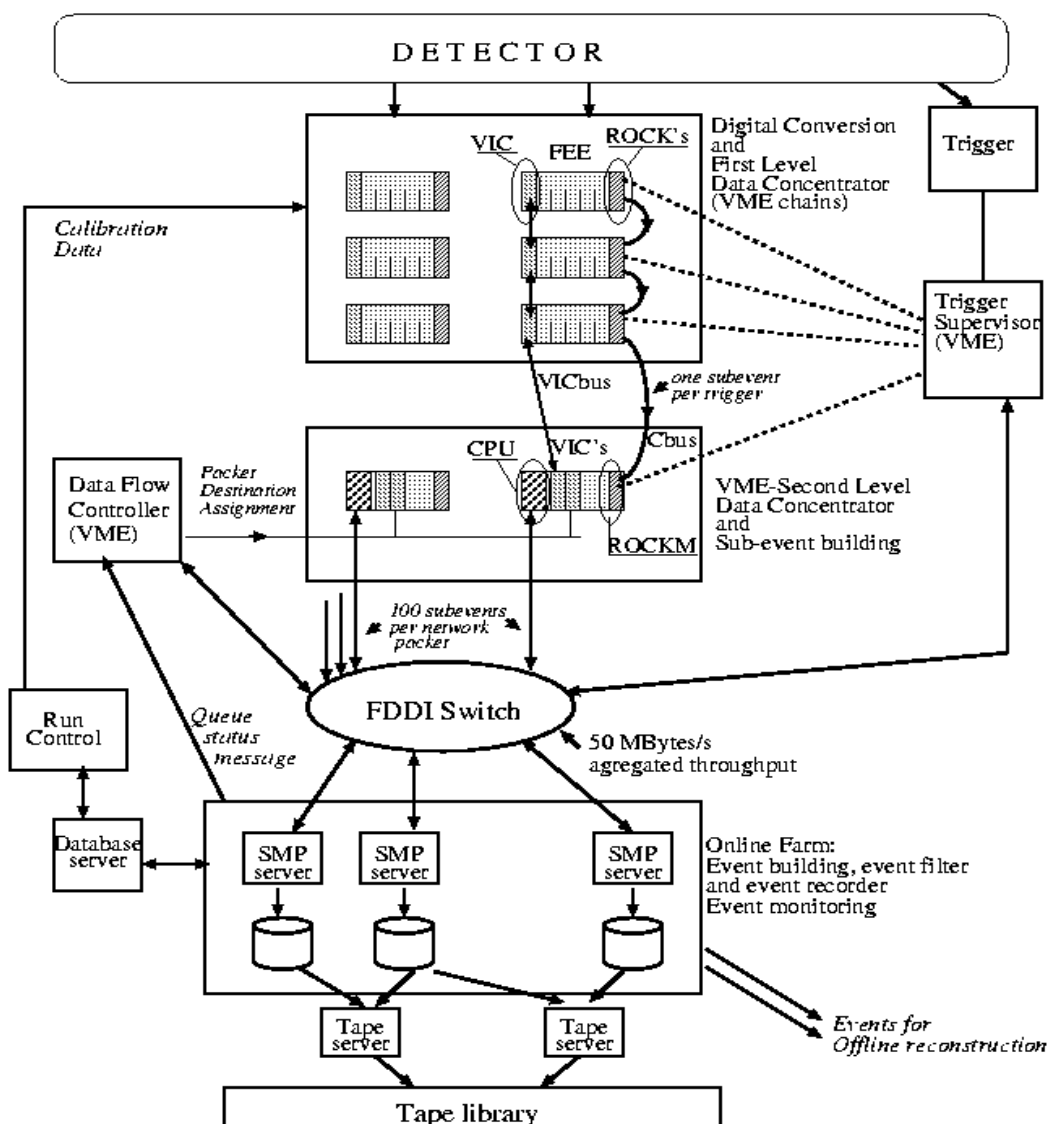 DETECTOR
VIC
FEE
ROCK's
Digital Conversion
and
First Level
Data Concentrator
(VME chains)
Trigger
Calibration
Data
Trigger
Supervisor
(VME)
VICbus
one subevent
per trigger
Cbus
CPU
VIC's
ROCKM
Data Flow
Controller
(VME)
Packet
Destination
Assignment
VME-Second Level
Data Concentrator
and
Sub-event building
100 subevents
per network
packet
FDDI Switch
Run
Control
Queue
status
message
50 MBytes/s
agregated throughput
Database
server
SMP
server
SMP
server
SMP
server
Online Farm:
Event building, event filter
and event recorder
Event monitoring
Tape
server
Tape
server
Events for
Offline reconstruction
Tape library